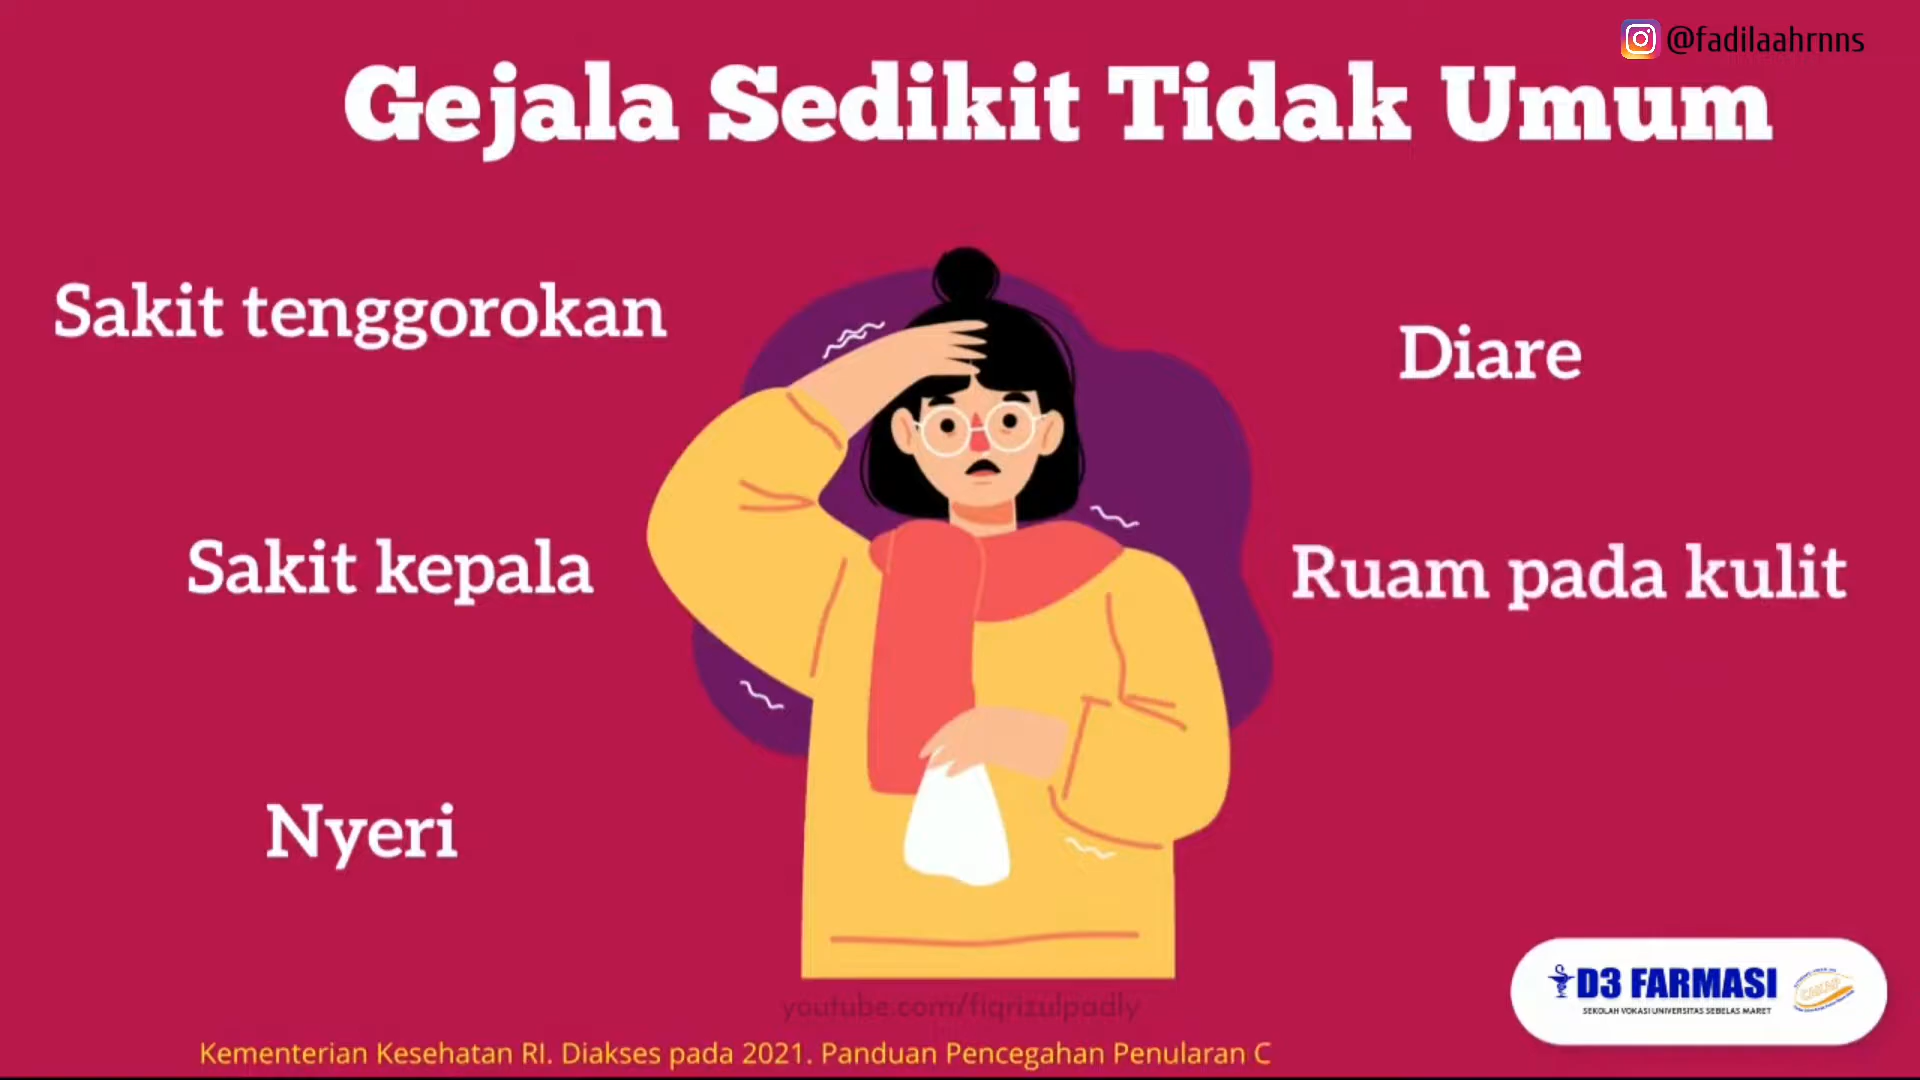 @fadilaahrnns
Gejala Sedikit Tidak Umum
Sakit tenggorokan
Diare
Sakit kepala
Ruam pada kulit
Nyeri
D3 FARMASI
SEKOLAH VOKASI UNIVERSITAS SEBELAS MARET
youtube.com/fiqrizulpadly
Kementerian Kesehatan RI. Diakses pada 2021. Panduan Pencegahan Penularan C